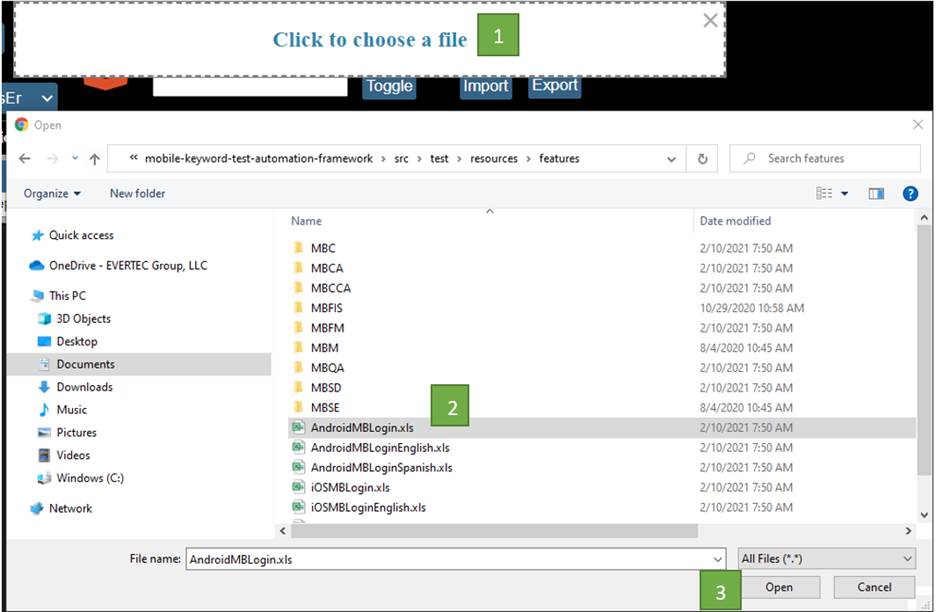 Click to choose a file 1
sEr Toggle Import Export
Open
« mobile-keyword-test-automation-framework › src › test › resources › features
Search features
Organize New folder
Name Date modified
Quick access
OneDrive - EVERTEC Group, LLC
This PC
3D Objects
Desktop
Documents
Downloads
Music
Pictures
Videos
Windows (C:)
Network
MBC 2/10/2021 7:50 AM
MBCA 2/10/2021 7:50 AM
MBCCA 2/10/2021 7:50 AM
MBFIS 10/29/2020 10:58 AM
MBFM 2/10/2021 7:50 AM
MBM 8/4/2020 10:45 AM
MBQA 2/10/2021 7:50 AM
MBSD 2/10/2021 7:50 AM
MBSE 8/4/2020 10:45 AM
2
AndroidMBLogin.xls 2/10/2021 7:50 AM
AndroidMBLoginEnglish.xls 2/10/2021 7:50 AM
AndroidMBLoginSpanish.xls 2/10/2021 7:50 AM
iOSMBLogin.xls 2/10/2021 7:50 AM
iOSMBLoginEnglish.xls 2/10/2021 7:50 AM
File name: AndroidMBLogin.xls All Files (*.*)
3 Open Cancel